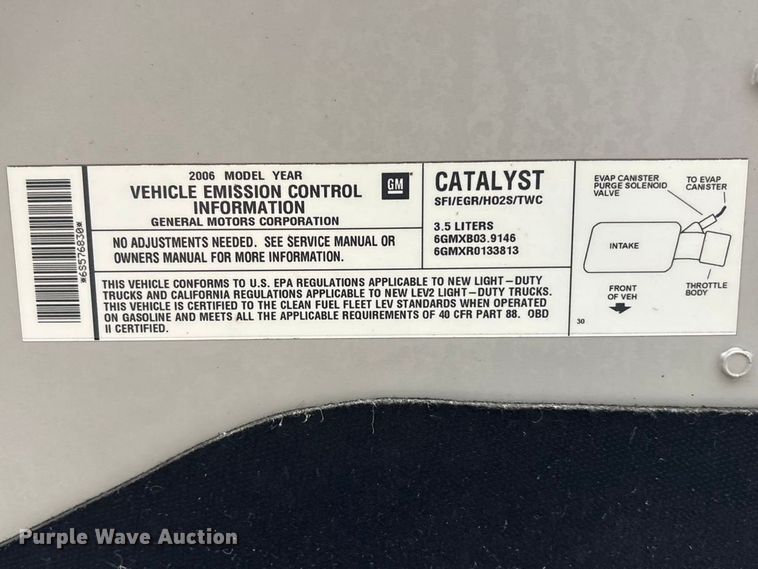 *6S576830*
2006 MODEL YEAR
VEHICLE EMISSION CONTROL
INFORMATION
GENERAL MOTORS CORPORATION
GM
NO ADJUSTMENTS NEEDED. SEE SERVICE MANUAL OR
OWNERS MANUAL FOR MORE INFORMATION.
CATALYST
SFI/EGR/HO2S/TWC
3.5 LITERS
6GMXB03.9146
6GMXR0133813
THIS VEHICLE CONFORMS TO U.S. EPA REGULATIONS APPLICABLE TO NEW LIGHT-DUTY
TRUCKS AND CALIFORNIA REGULATIONS APPLICABLE TO NEW LEV2 LIGHT-DUTY TRUCKS.
THIS VEHICLE IS CERTIFIED TO THE CLEAN FUEL FLEET LEV STANDARDS WHEN OPERATED
ON GASOLINE AND MEETS ALL THE APPLICABLE REQUIREMENTS OF 40 CFR PART 88. OBD
II CERTIFIED.
EVAP CANISTER
PURGE SOLENOID
VALVE
TO EVAP
CANISTER
INTAKE
FRONT
OF VEH
THROTTLE
BODY
30
Purple Wave Auction